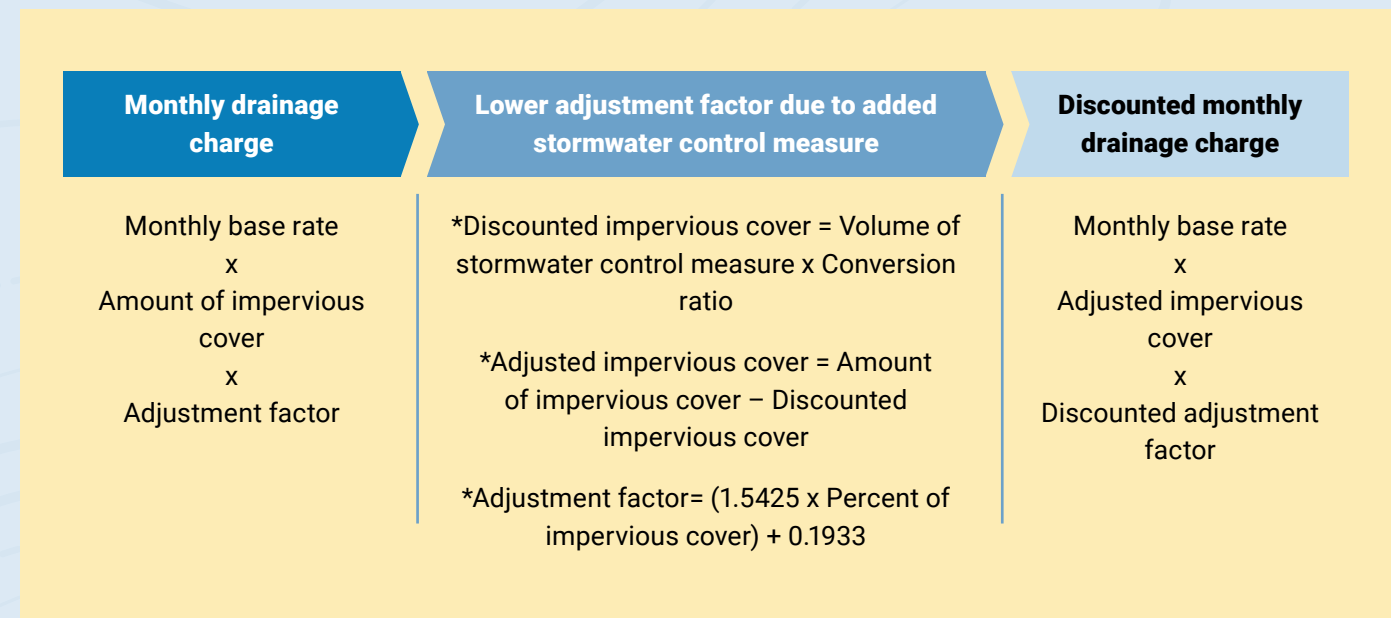 Monthly drainage
charge
Lower adjustment factor due to added
stormwater control measure
Discounted monthly
drainage charge
Monthly base rate
x
Amount of impervious
cover
x
Adjustment factor
*Discounted impervious cover = Volume of
stormwater control measure x Conversion
ratio
*Adjusted impervious cover = Amount
of impervious cover – Discounted
impervious cover
*Adjustment factor= (1.5425 x Percent of
impervious cover) + 0.1933
Monthly base rate
x
Adjusted impervious
cover
x
Discounted adjustment
factor